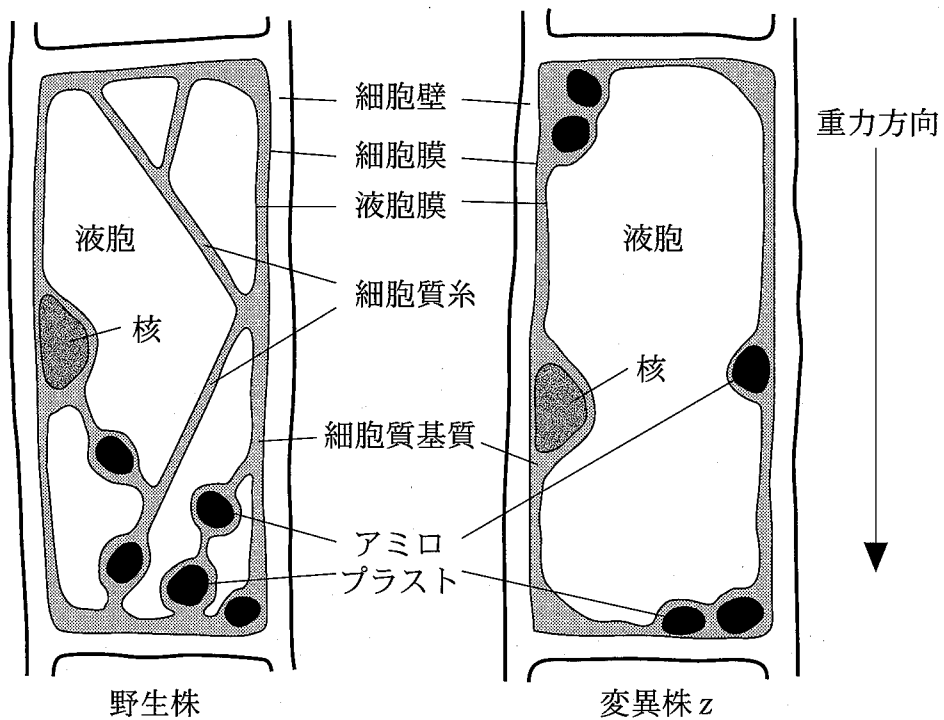 細胞壁
細胞膜
液胞膜
細胞質糸
細胞質基質
アミロ
プラスト
液胞
核
液胞
核
重力方向
野生株
変異株 z